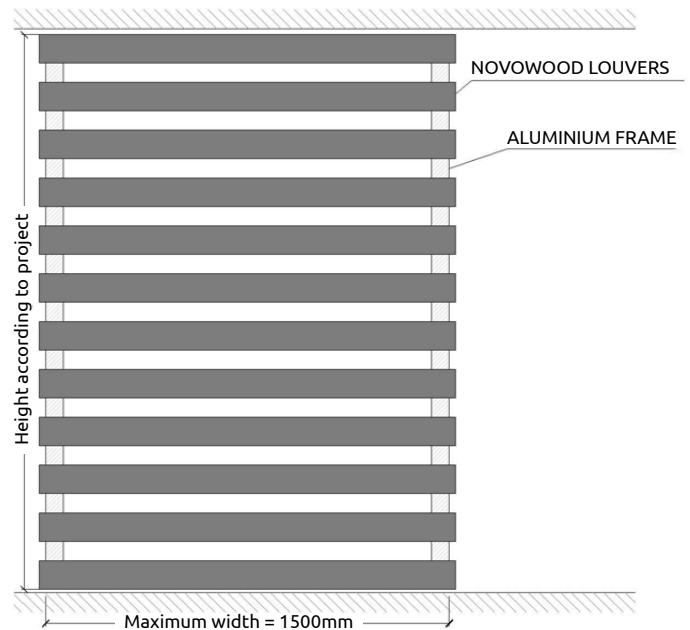 NOVOWOOD LOUVERS
ALUMINIUM FRAME
Height according to project
Maximum width = 1500mm